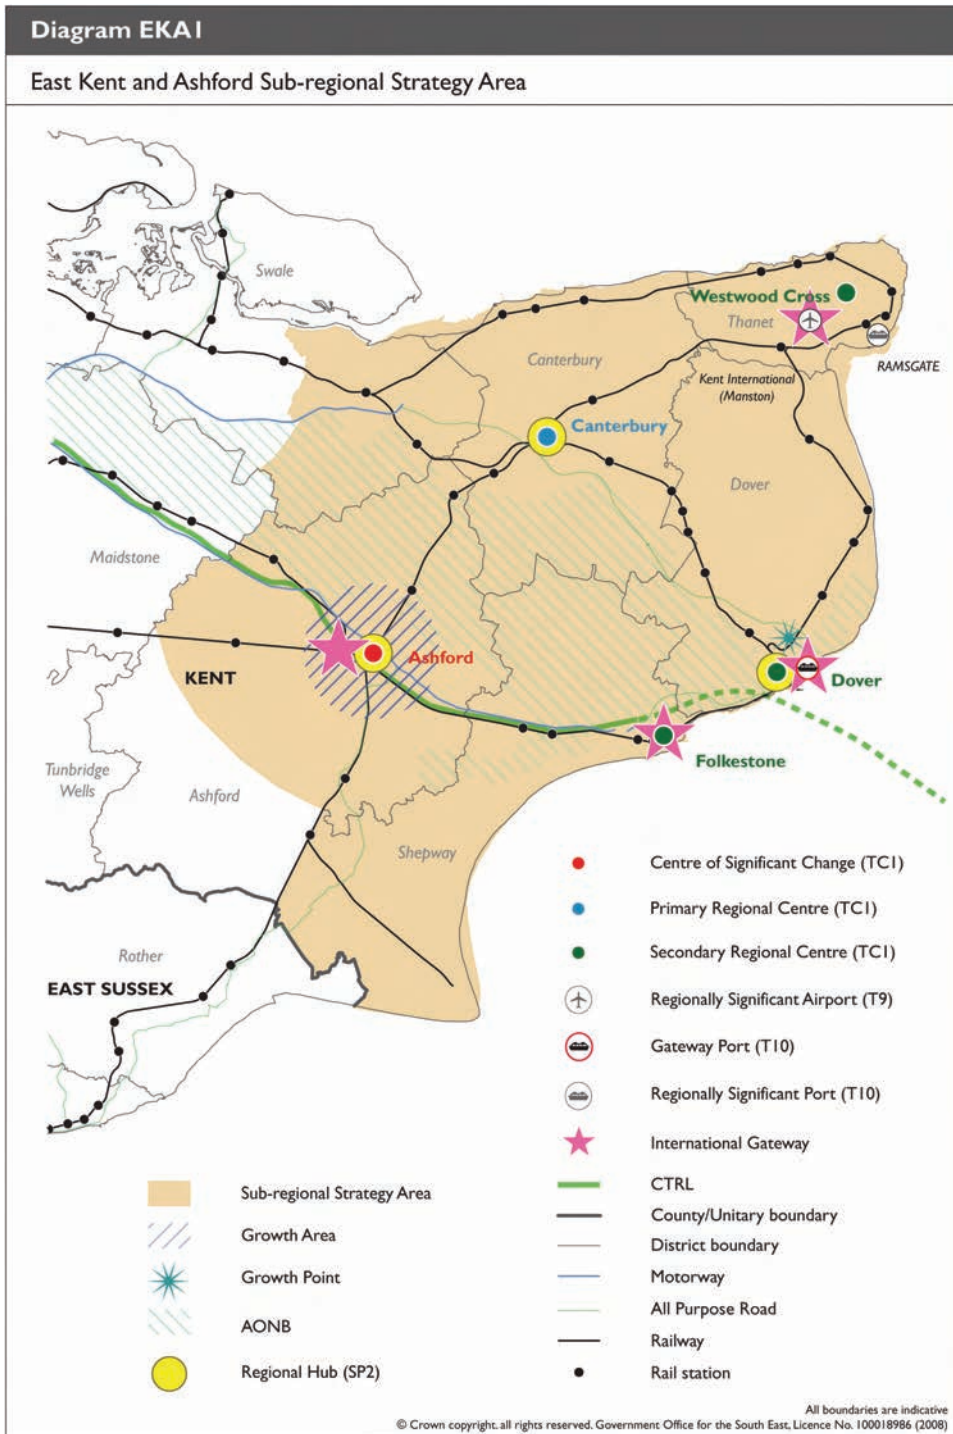 Diagram EKA1
East Kent and Ashford Sub-regional Strategy Area
Swale
Westwood Cross
Thanet
Canterbury
RAMSGATE
Kent International
(Manston)
Canterbury
Dover
Maidstone
Ashford
KENT
Dover
Folkestone
Tunbridge
Wells
Ashford
Shepway
Rother
EAST SUSSEX
Centre of Significant Change (TC1)
Primary Regional Centre (TC1)
Secondary Regional Centre (TC1)
Regionally Significant Airport (T9)
Gateway Port (T10)
Regionally Significant Port (T10)
International Gateway
CTRL
County/Unitary boundary
District boundary
Motorway
All Purpose Road
Railway
Rail station
Sub-regional Strategy Area
Growth Area
Growth Point
AONB
Regional Hub (SP2)
All boundaries are indicative
© Crown copyright. all rights reserved. Government Office for the South East, Licence No. 100018986 (2008)